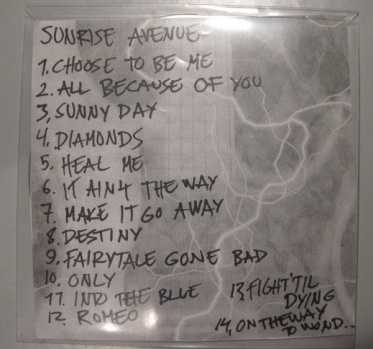 SUNRISE AVENUE
1. CHOOSE TO BE ME
2. ALL BECAUSE OF YOU
3, SUNNY DAY
4. DIAMONDS
5. HEAL ME
6. IT AIN'T THE WAY
7. MAKE IT GO AWAY
8. DESTINY
9. FAIRYTALE GONE BAD
10. ONLY
11. INTO THE BLUE
12. ROMEO
13, FIGHT 'TIL
DYING
14, ON THE WAY
TO WOND..